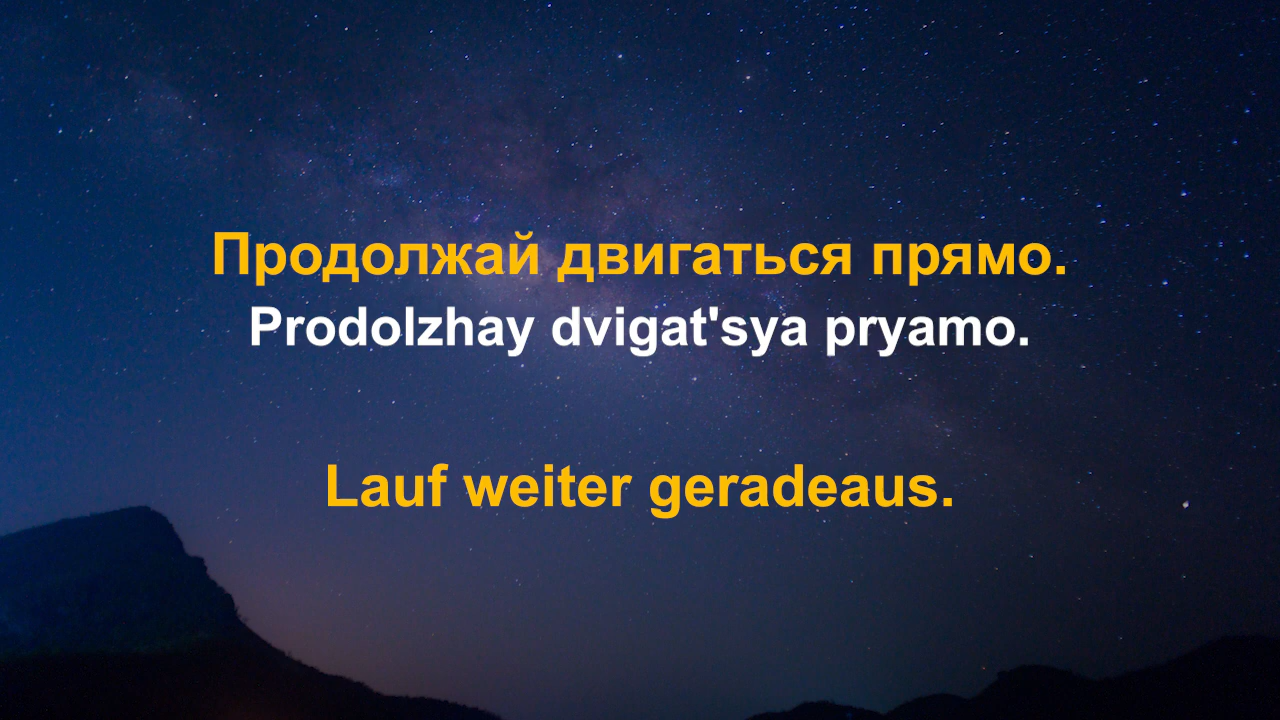 Продолжай двигаться прямо.
Prodolzhay dvigat'sya pryamo.
Lauf weiter geradeaus.